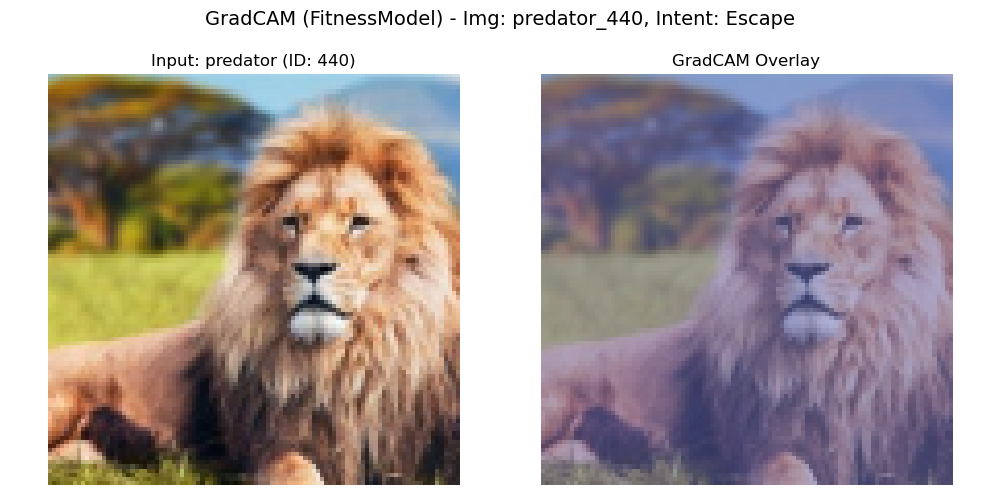 GradCAM (FitnessModel) - Img: predator_440, Intent: Escape
Input: predator (ID: 440)
GradCAM Overlay